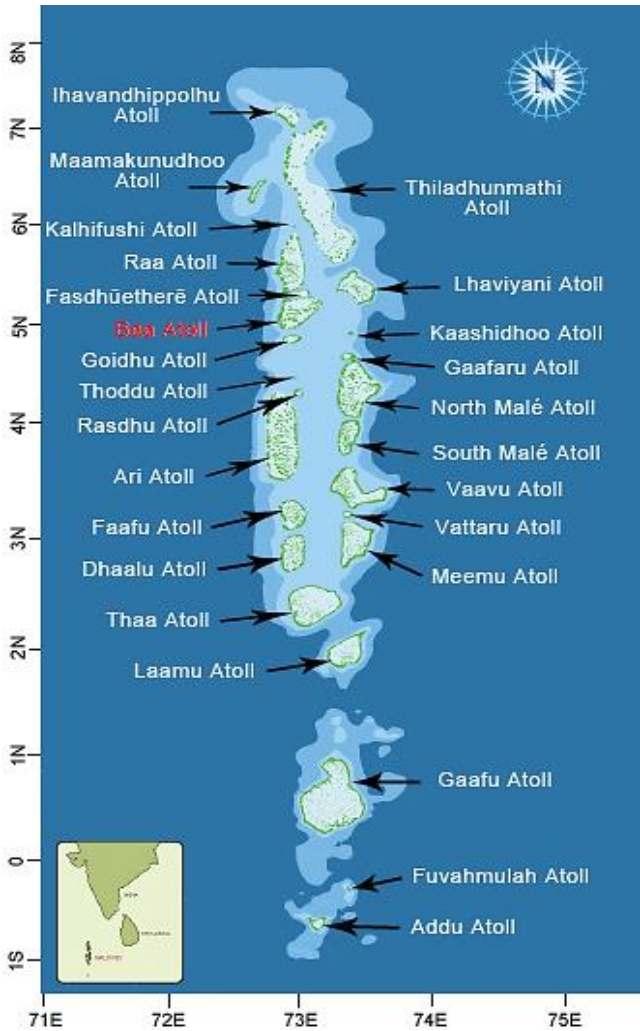 8N
7N
6N
5N
4N
3N
2N
1N
0
1S
71E
72E
73E
74E
75E
N
Ihavandhippolhu
Atoll
Maamakunudhoo
Atoll
Kalhifushi Atoll
Raa Atoll
Fasdhūetherē Atoll
Baa Atoll
Goidhu Atoll
Thoddu Atoll
Rasdhu Atoll
Ari Atoll
Faafu Atoll
Dhaalu Atoll
Thaa Atoll
Laamu Atoll
Thiladhunmathi
Atoll
Lhaviyani Atoll
Kaashidhoo Atoll
Gaafaru Atoll
North Malé Atoll
South Malé Atoll
Vaavu Atoll
Vattaru Atoll
Meemu Atoll
Gaafu Atoll
Fuvahmulah Atoll
Addu Atoll
INDIA
MALDIVES